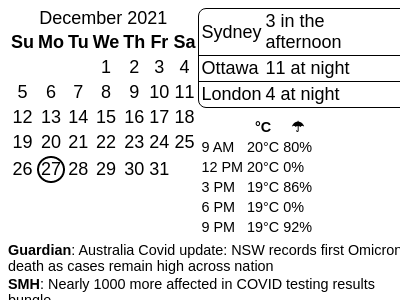 December 2021
Su Mo Tu We Th Fr Sa
1 2 3 4
5 6 7 8 9 10 11
12 13 14 15 16 17 18
19 20 21 22 23 24 25
26 27 28 29 30 31
Sydney 3 in the
afternoon
Ottawa 11 at night
London 4 at night
°C ☂
9 AM 20°C 80%
12 PM 20°C 0%
3 PM 19°C 86%
6 PM 19°C 0%
9 PM 19°C 92%
Guardian: Australia Covid update: NSW records first Omicron
death as cases remain high across nation
SMH: Nearly 1000 more affected in COVID testing results
bungle